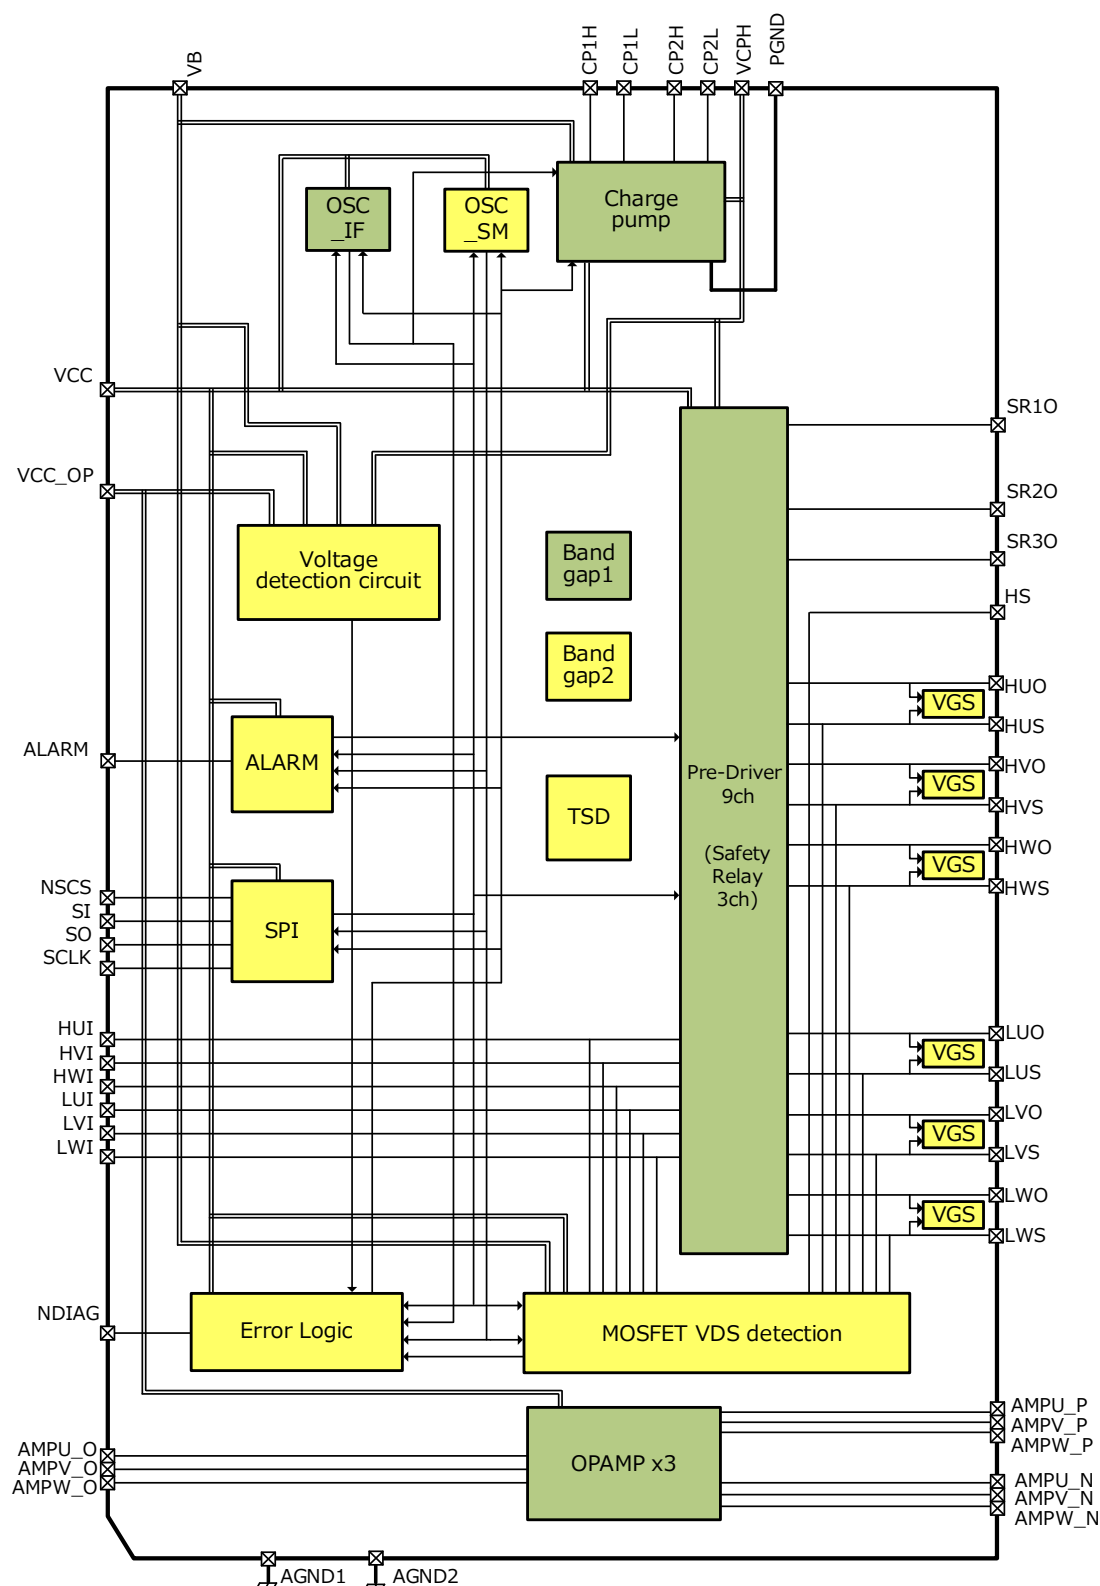 VB
CP1H
CP1L
CP2H
CP2L
VCPH
PGND
OSC
_IF
OSC
_SM
Charge
pump
VCC
VCC_OP
SR1O
SR2O
SR3O
HS
Voltage
detection circuit
Band
gap1
Band
gap2
HUO
VGS
HUS
ALARM
ALARM
TSD
Pre-Driver
9ch
(Safety
Relay
3ch)
HVO
VGS
HVS
HWO
VGS
HWS
NSCS
SI
SO
SCLK
SPI
HUI
HVI
HWI
LUI
LVI
LWI
LUO
VGS
LUS
LVO
VGS
LVS
LWO
VGS
LWS
NDIAG
Error Logic
MOSFET VDS detection
AMPU_O
AMPV_O
AMPW_O
OPAMP x3
AMPU_P
AMPV_P
AMPW_P
AMPU_N
AMPV_N
AMPW_N
AGND1
AGND2